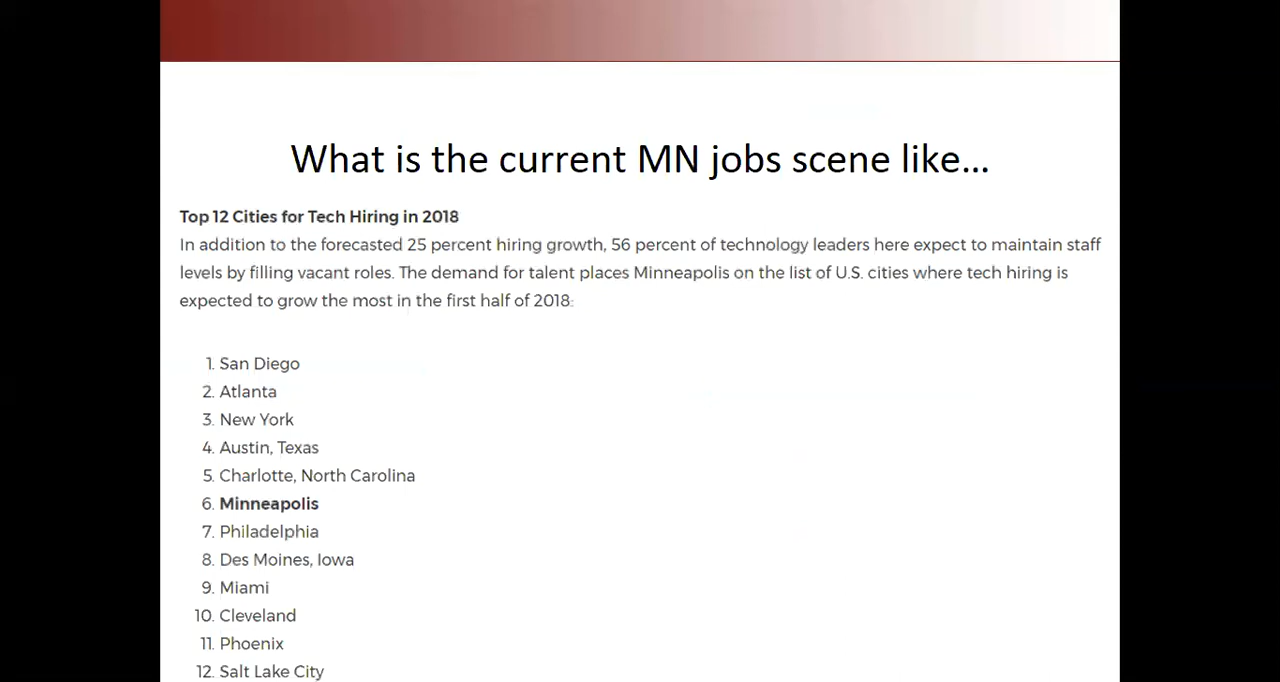 What is the current MN jobs scene like...
Top 12 Cities for Tech Hiring in 2018
In addition to the forecasted 25 percent hiring growth, 56 percent of technology leaders here expect to maintain staff
levels by filling vacant roles. The demand for talent places Minneapolis on the list of U.S. cities where tech hiring is
expected to grow the most in the first half of 2018:
1. San Diego
2. Atlanta
3. New York
4. Austin, Texas
5. Charlotte, North Carolina
6. Minneapolis
7. Philadelphia
8. Des Moines, Iowa
9. Miami
10. Cleveland
11. Phoenix
12. Salt Lake City